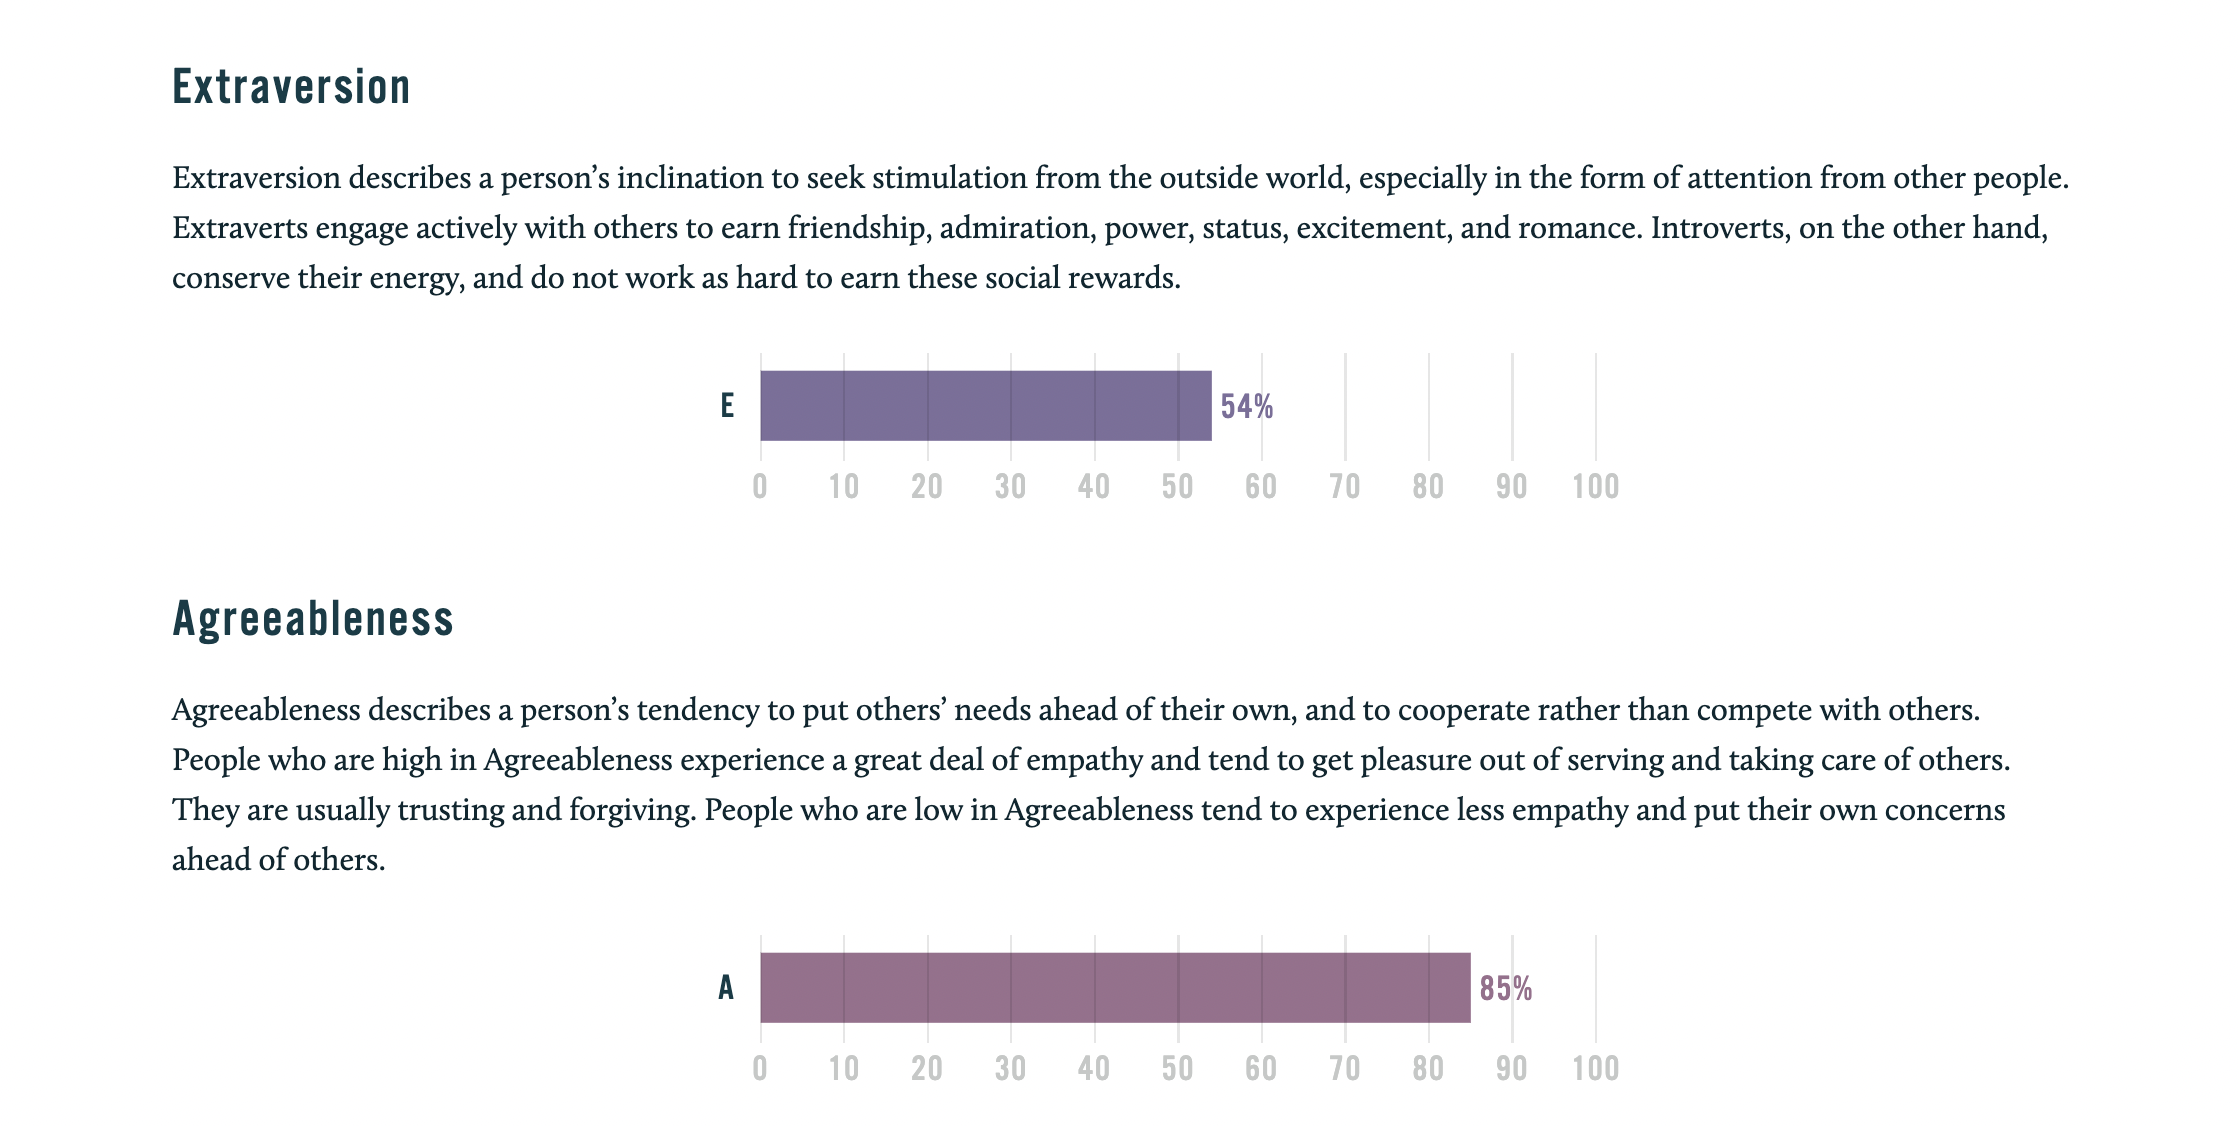 Extraversion
Extraversion describes a person’s inclination to seek stimulation from the outside world, especially in the form of attention from other people.
Extraverts engage actively with others to earn friendship, admiration, power, status, excitement, and romance. Introverts, on the other hand,
conserve their energy, and do not work as hard to earn these social rewards.
E 54%
0 10 20 30 40 50 60 70 80 90 100
Agreeableness
Agreeableness describes a person’s tendency to put others’ needs ahead of their own, and to cooperate rather than compete with others.
People who are high in Agreeableness experience a great deal of empathy and tend to get pleasure out of serving and taking care of others.
They are usually trusting and forgiving. People who are low in Agreeableness tend to experience less empathy and put their own concerns
ahead of others.
A 85%
0 10 20 30 40 50 60 70 80 90 100